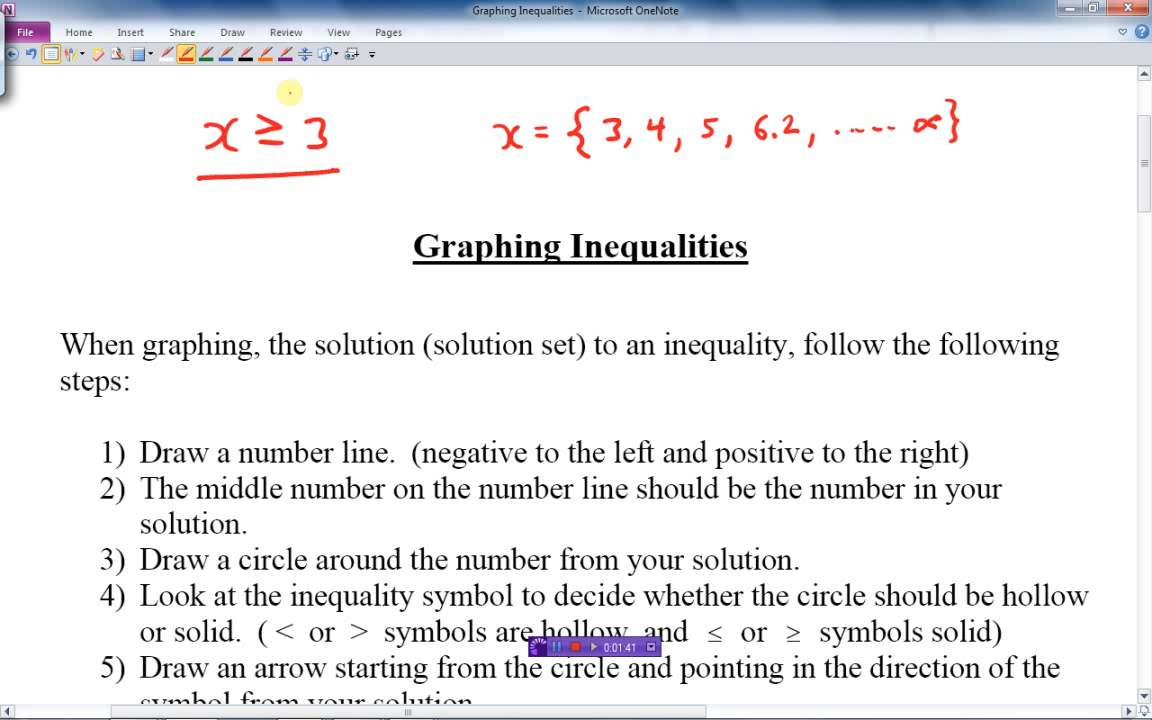 Graphing Inequalities - Microsoft OneNote
File Home Insert Share Draw Review View Pages
x ≥ 3
x = { 3, 4, 5, 6.2, ..... ∝ }
Graphing Inequalities
When graphing, the solution (solution set) to an inequality, follow the following
steps:
1) Draw a number line. (negative to the left and positive to the right)
2) The middle number on the number line should be the number in your
solution.
3) Draw a circle around the number from your solution.
4) Look at the inequality symbol to decide whether the circle should be hollow
or solid. ( < or > symbols are hollow and ≤ or ≥ symbols solid)
0:01:41
5) Draw an arrow starting from the circle and pointing in the direction of the
symbol from your solution